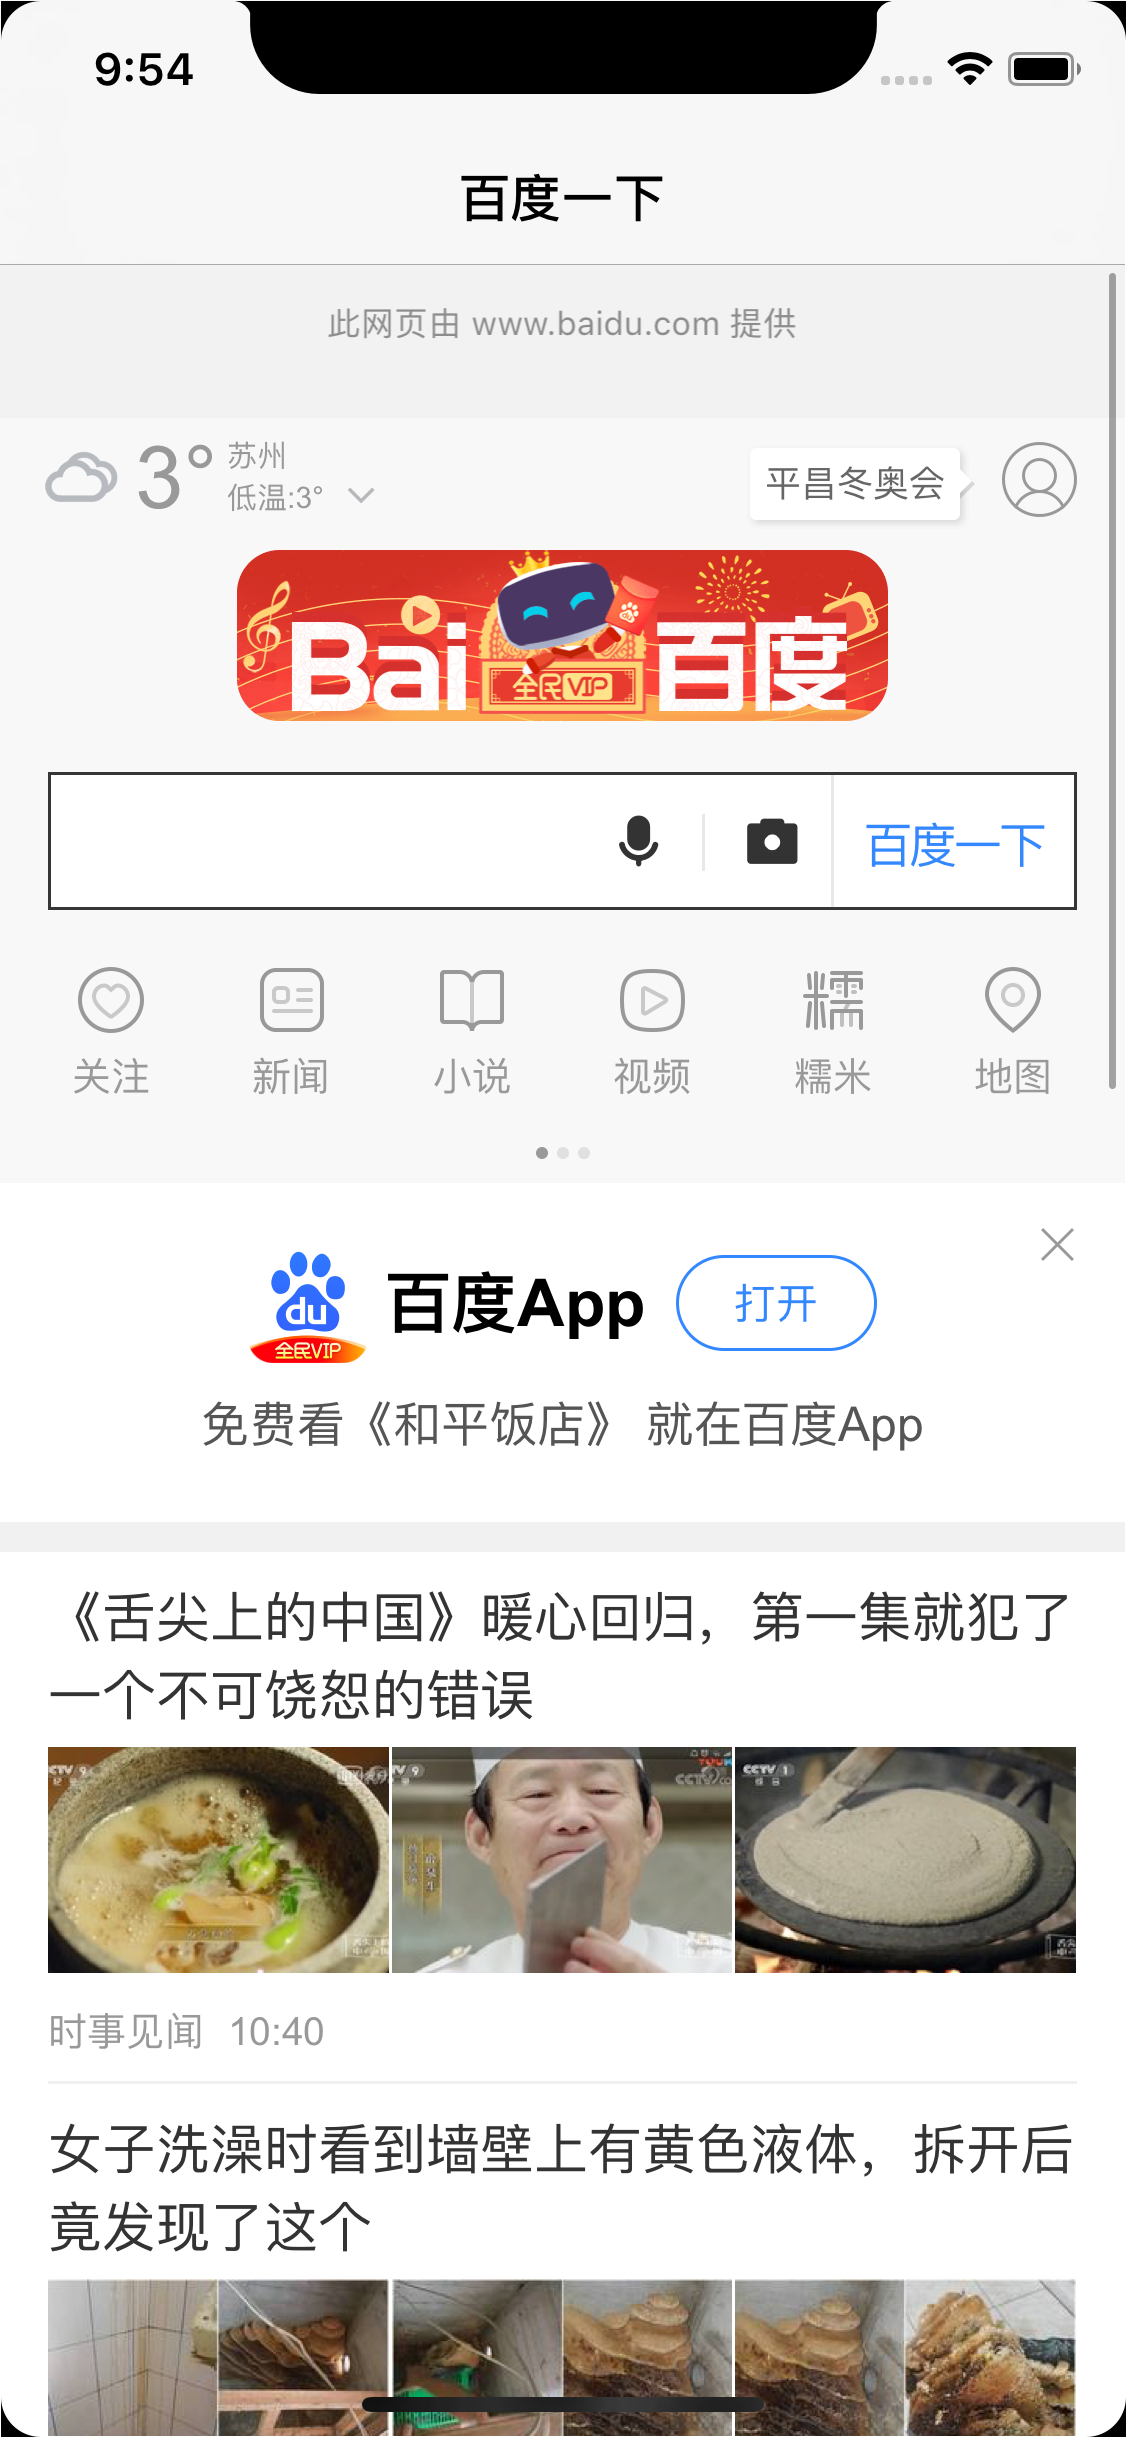 9:54
百度一下
此网页由 www.baidu.com 提供
3°
苏州
低温:3°
平昌冬奥会
Bai 百度
全民VIP
百度一下
关注 新闻 小说 视频 糯米 地图
du
全民VIP
百度App 打开
免费看《和平饭店》 就在百度App
《舌尖上的中国》暖心回归，第一集就犯了
一个不可饶恕的错误
CCTV 1
时事见闻 10:40
女子洗澡时看到墙壁上有黄色液体，拆开后
竟发现了这个